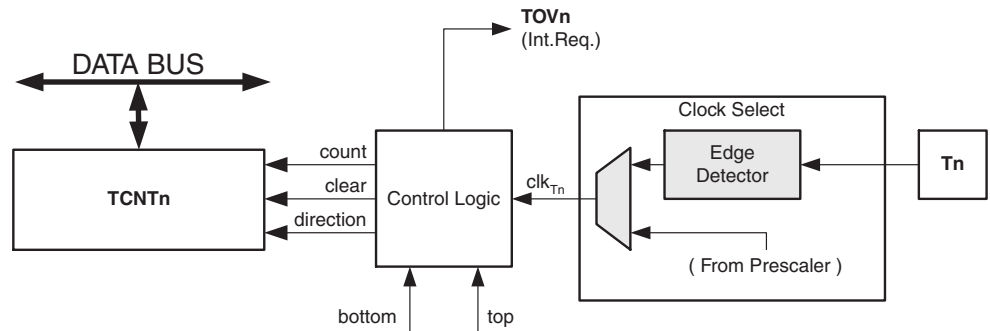 TOVn
(Int.Req.)
DATA BUS
Clock Select
TCNTn
count
clear
direction
Control Logic
clkTn
Edge
Detector
Tn
( From Prescaler )
bottom
top